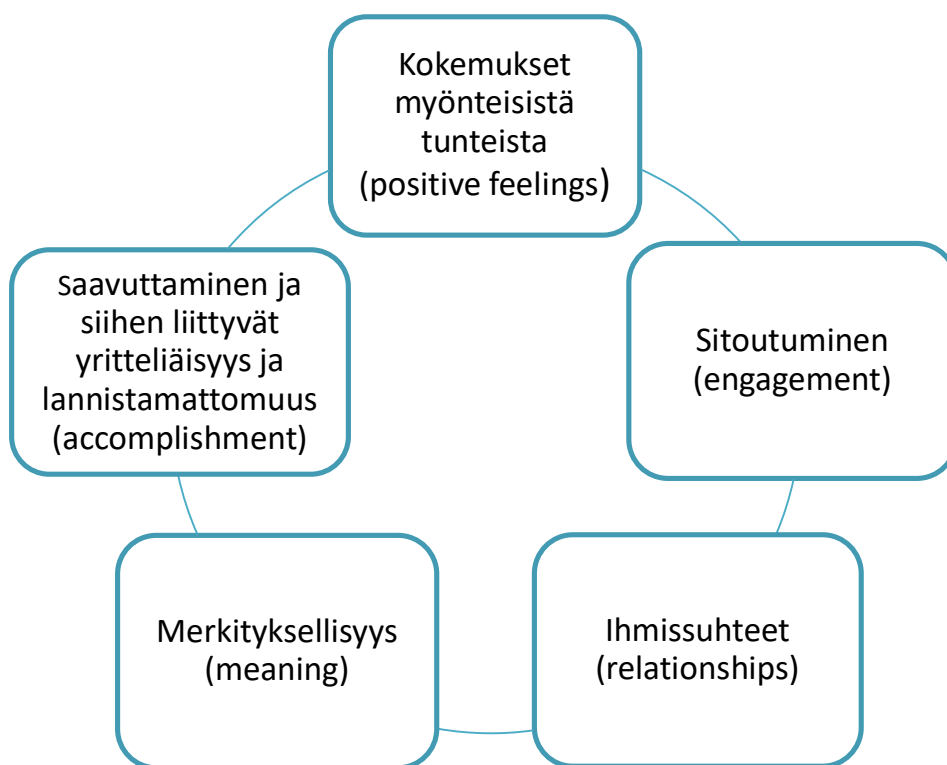 Kokemukset
myönteisistä
tunteista
(positive feelings)
Sitoutuminen
(engagement)
Ihmissuhteet
(relationships)
Merkityksellisyys
(meaning)
saavuttaminen ja
siihen liittyvät
yritteliäisyys ja
lannistamattomuus
(accomplishment)